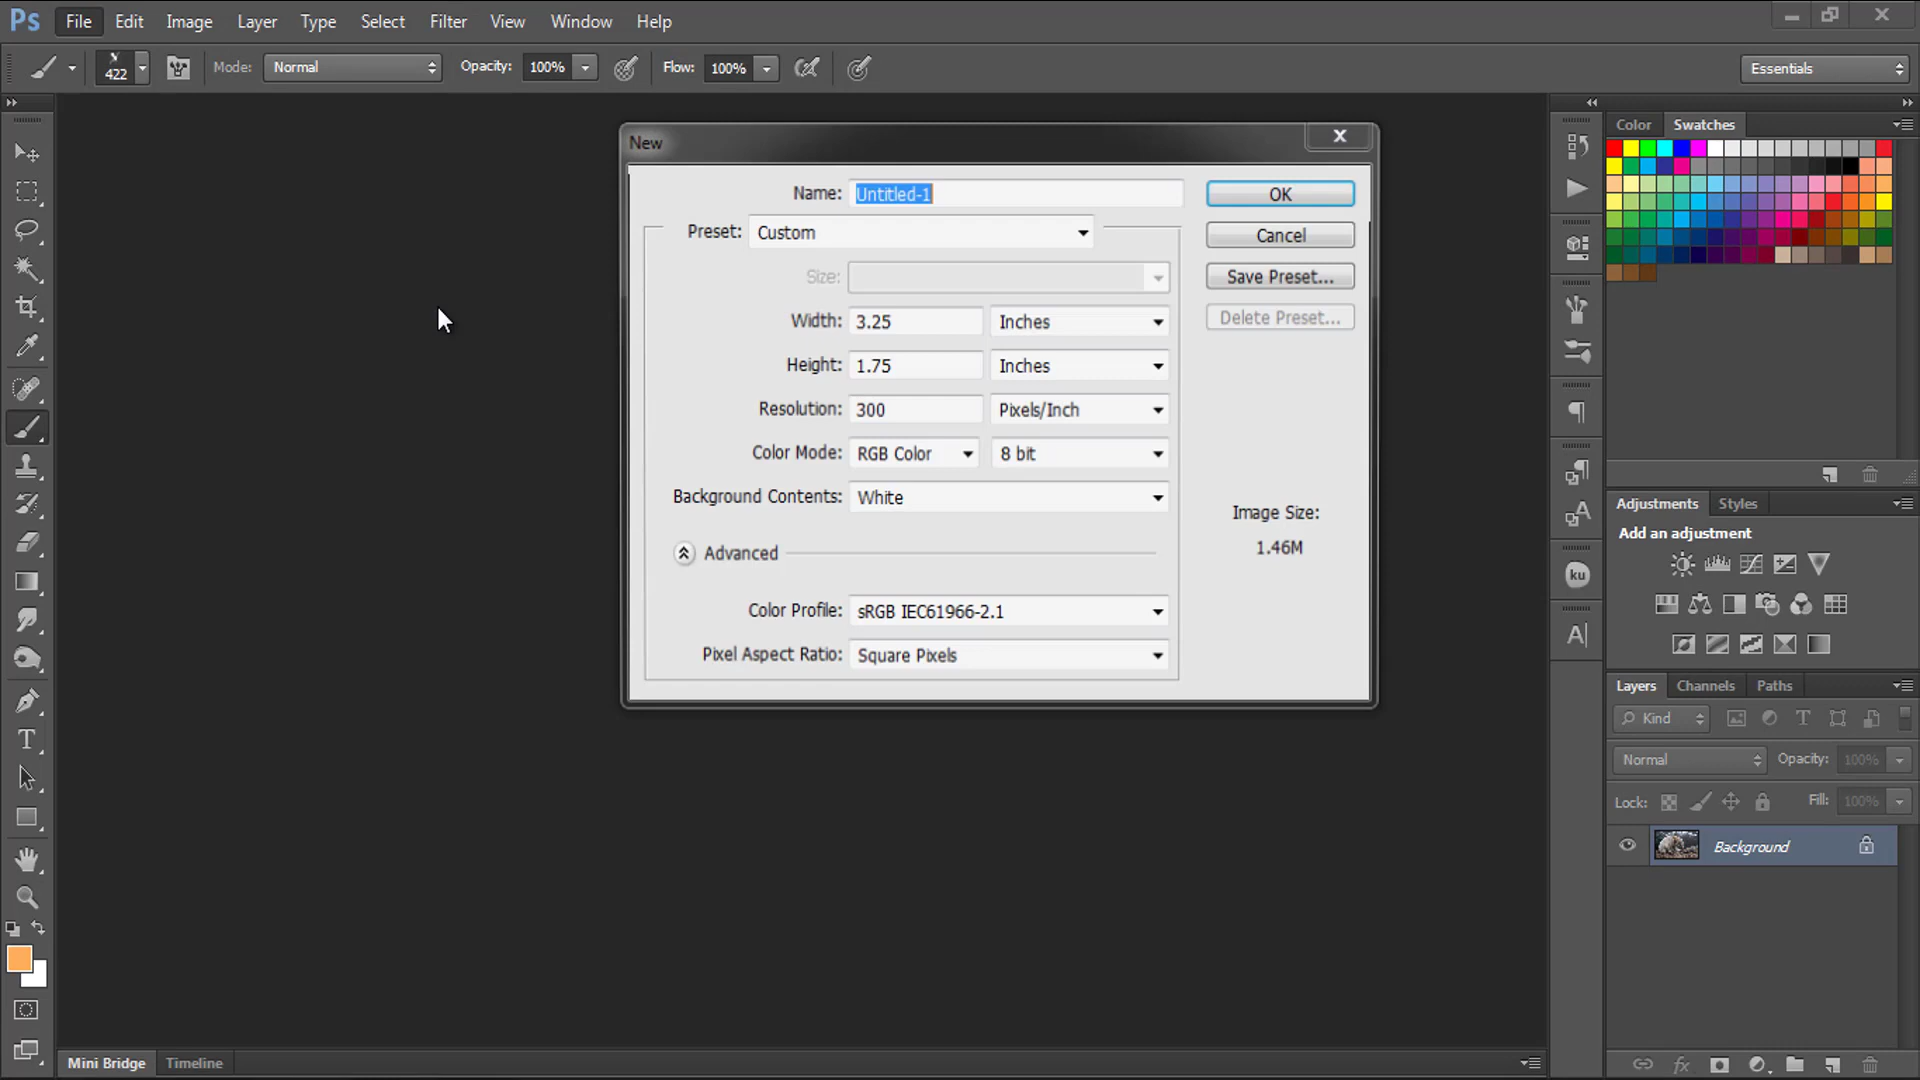 Ps File Edit Image Layer Type Select Filter View Window Help
422 Mode: Normal Opacity: 100% Flow: 100% Essentials
Color Swatches
New
Name: Untitled-1 OK
Preset: Custom Cancel
Size: Save Preset...
Width: 3.25 Inches Delete Preset...
Height: 1.75 Inches
Resolution: 300 Pixels/Inch
Color Mode: RGB Color 8 bit
Background Contents: White
Image Size:
1.46M
Advanced
Color Profile: sRGB IEC61966-2.1
Pixel Aspect Ratio: Square Pixels
Adjustments Styles
Add an adjustment
ku
A
Layers Channels Paths
Kind
Normal Opacity: 100%
Lock: Fill: 100%
Background
Mini Bridge Timeline
fx